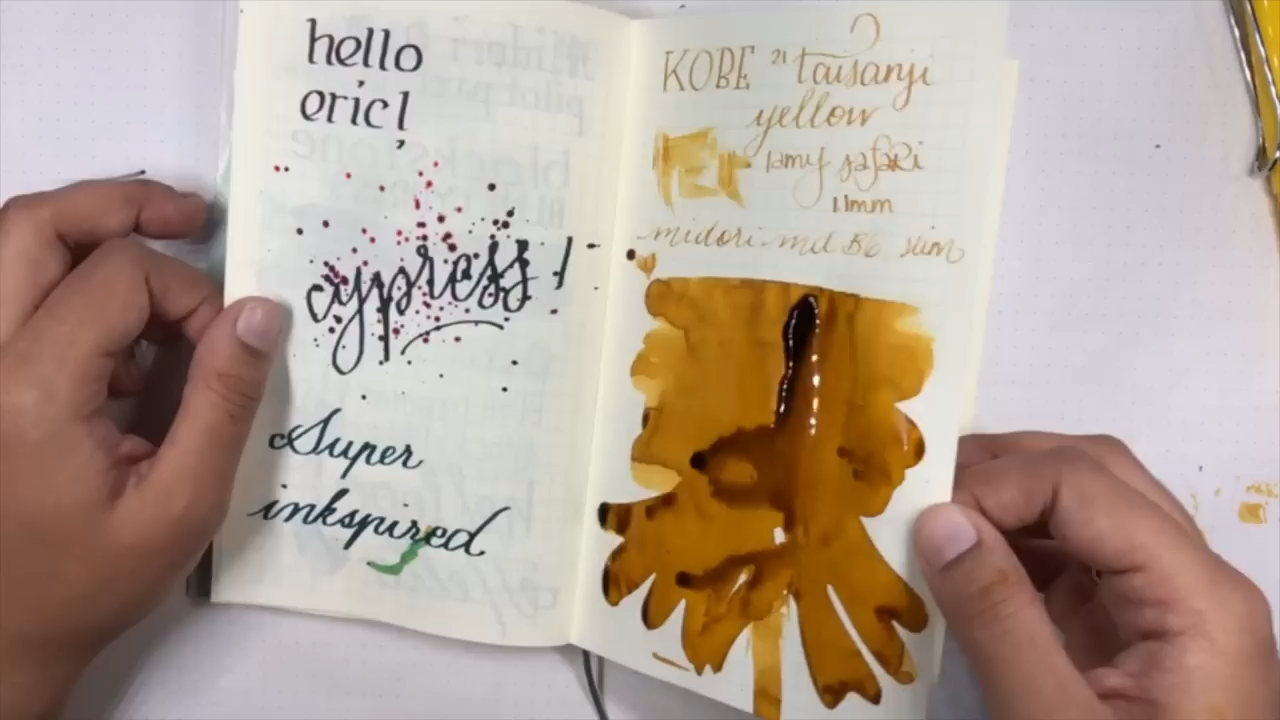 hello
eric!
cypress!
Super
inkspired
KOBE #21 taisanji
yellow
lamy safari
1.1mm
midori md B6 slim